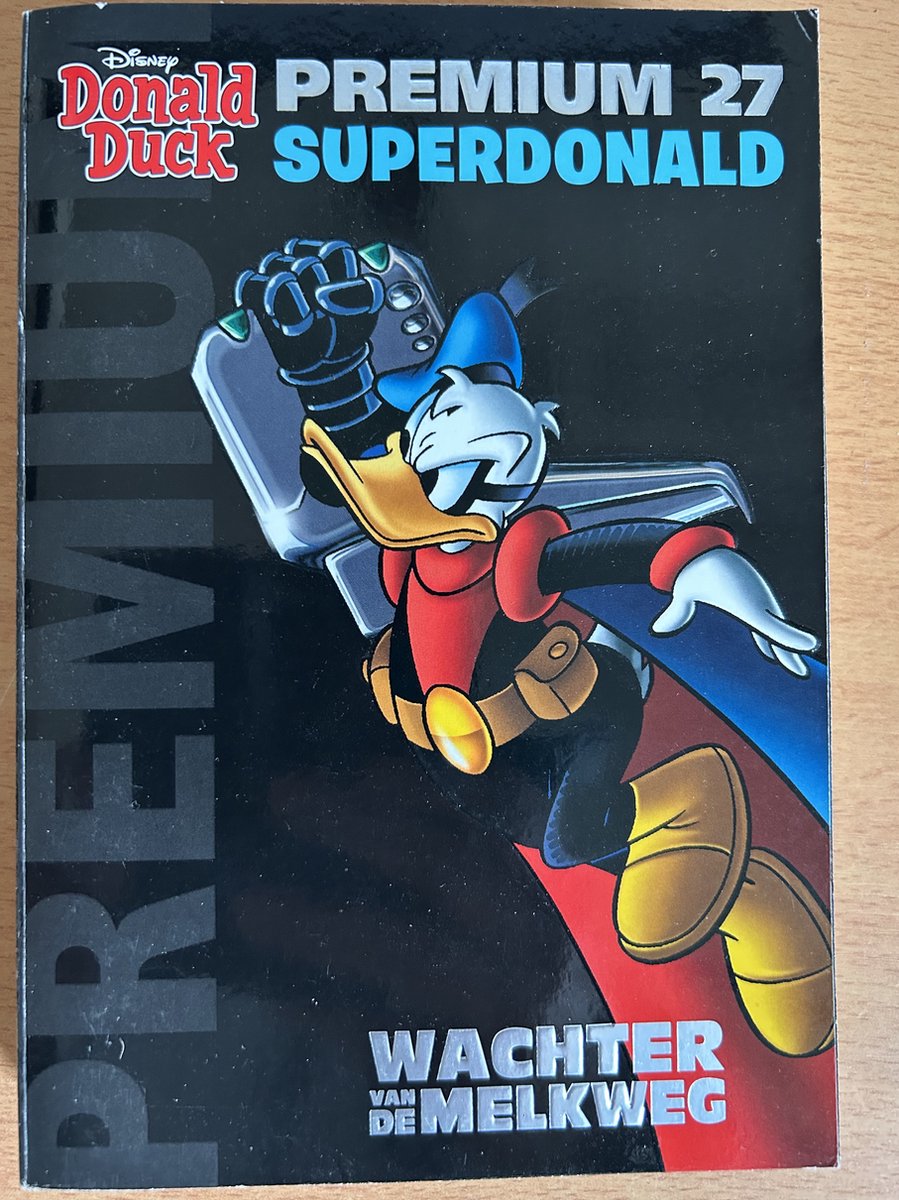 Disney
Donald
Duck
PREMIUM 27
SUPERDONALD
PREMIUM
WACHTER
VAN
DE MELKWEG